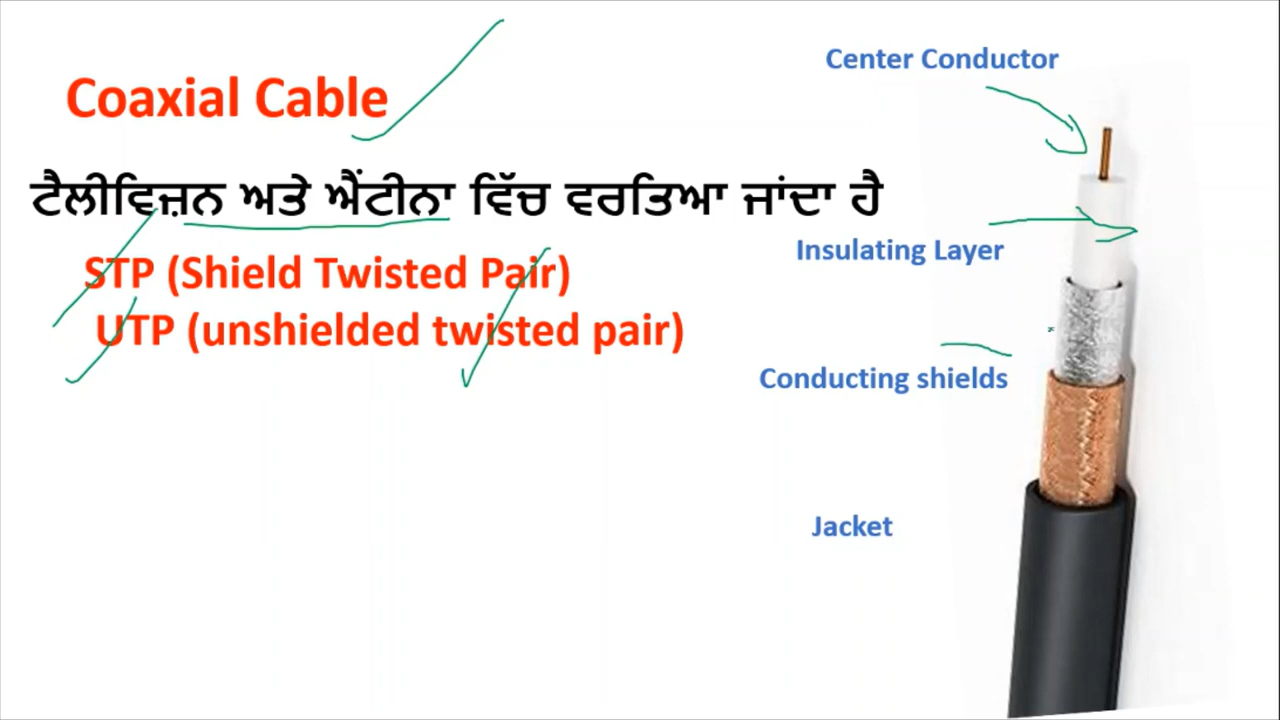 Coaxial Cable
ਟੈਲੀਵਿਜ਼ਨ ਅਤੇ ਐਂਟੀਨਾ ਵਿੱਚ ਵਰਤਿਆ ਜਾਂਦਾ ਹੈ
STP (Shield Twisted Pair)
UTP (unshielded twisted pair)
Center Conductor
Insulating Layer
Conducting shields
Jacket